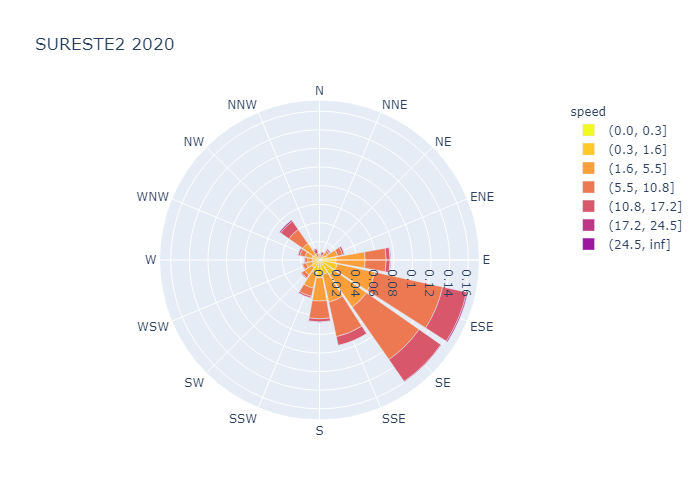 SURESTE2 2020
N
NNE
NE
ENE
E
ESE
SE
SSE
S
SSW
SW
WSW
W
WNW
NW
NNW
0
0.02
0.04
0.06
0.08
0.1
0.12
0.14
0.16
speed
(0.0, 0.3]
(0.3, 1.6]
(1.6, 5.5]
(5.5, 10.8]
(10.8, 17.2]
(17.2, 24.5]
(24.5, inf]